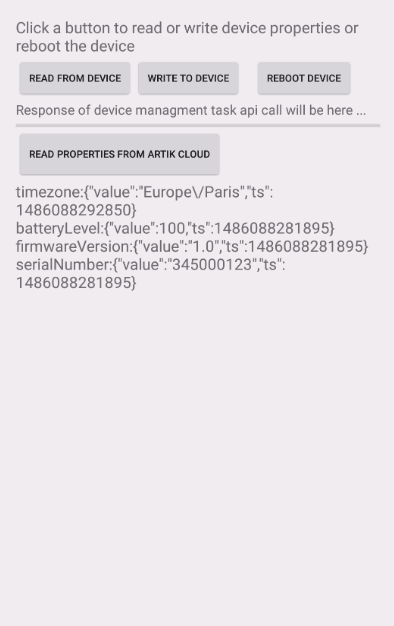 Click a button to read or write device properties or
reboot the device
READ FROM DEVICE WRITE TO DEVICE REBOOT DEVICE
Response of device managment task api call will be here ...
READ PROPERTIES FROM ARTIK CLOUD
timezone:{"value":"Europe\/Paris","ts":
1486088292850}
batteryLevel:{"value":100,"ts":1486088281895}
firmwareVersion:{"value":"1.0","ts":1486088281895}
serialNumber:{"value":"345000123","ts":
1486088281895}